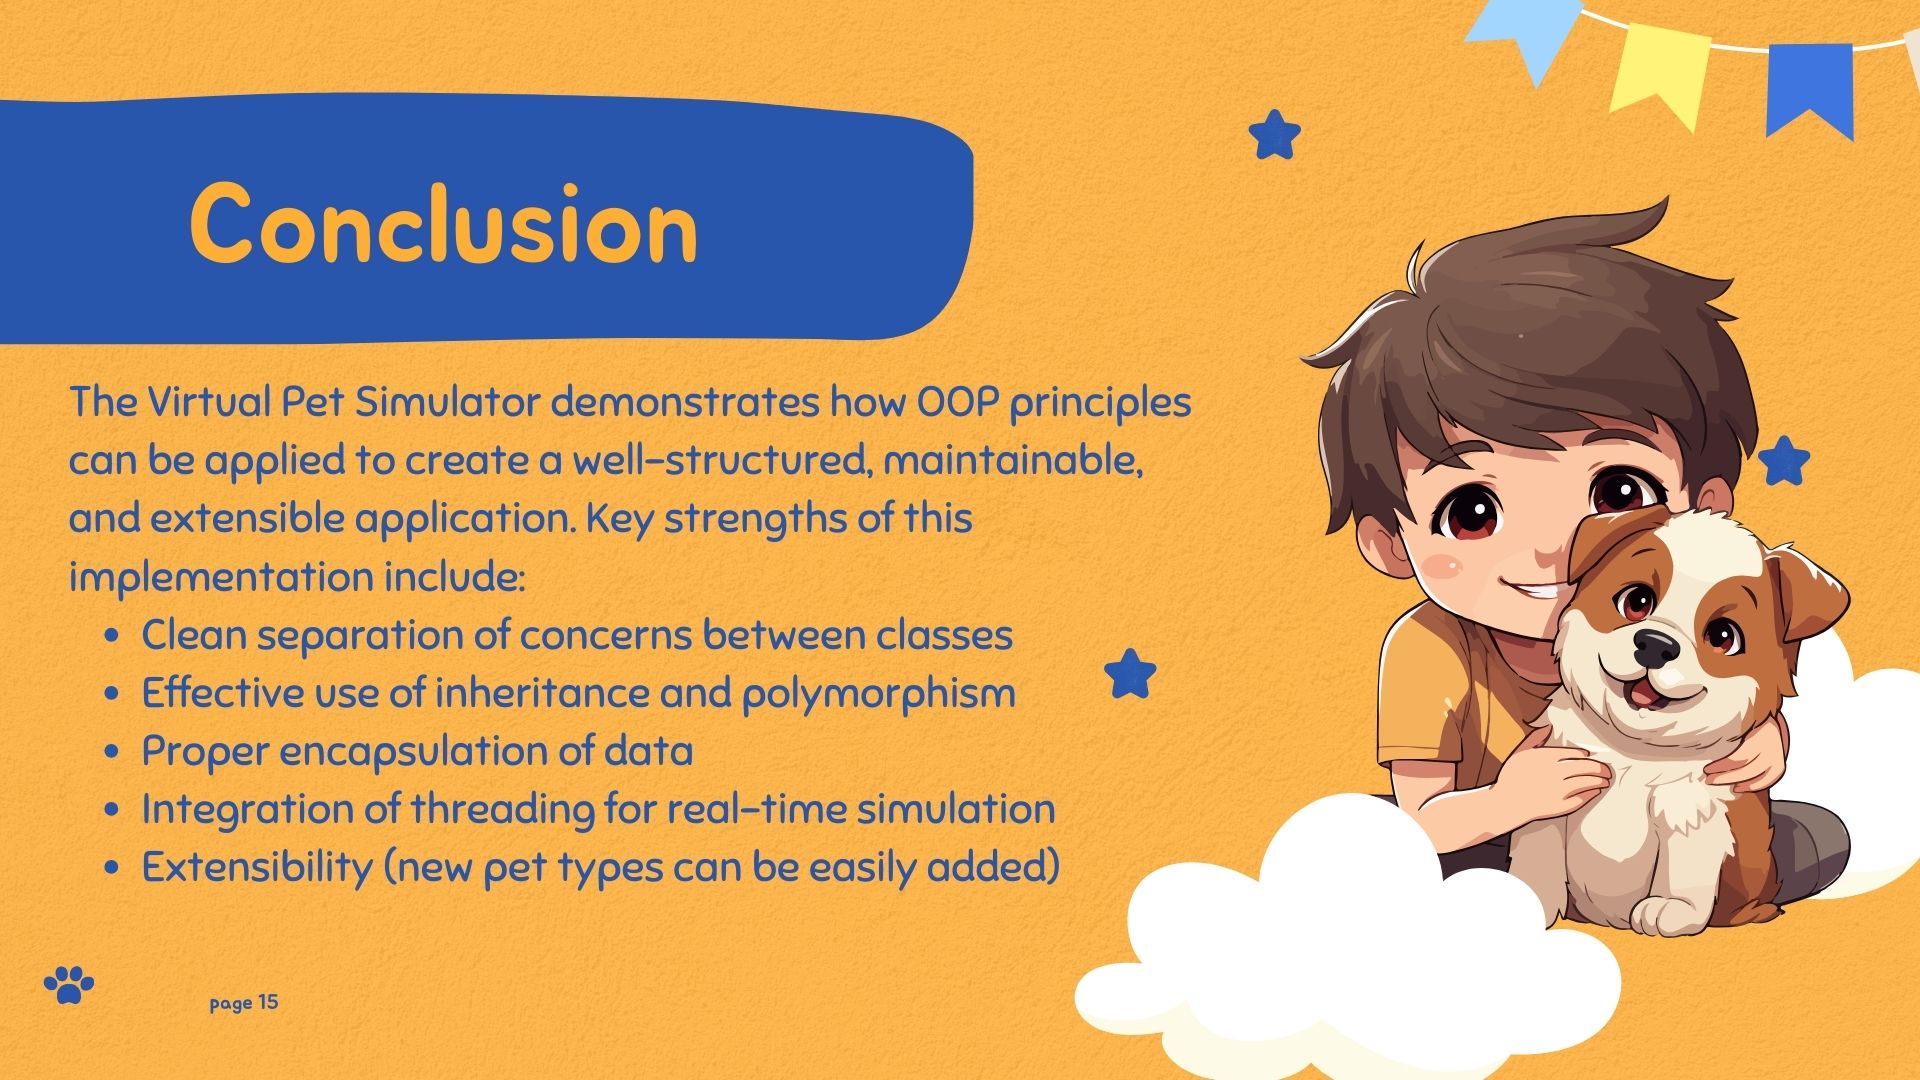 Conclusion
The Virtual Pet Simulator demonstrates how OOP principles
can be applied to create a well-structured, maintainable,
and extensible application. Key strengths of this
implementation include:
• Clean separation of concerns between classes
• Effective use of inheritance and polymorphism
• Proper encapsulation of data
• Integration of threading for real-time simulation
• Extensibility (new pet types can be easily added)
page 15